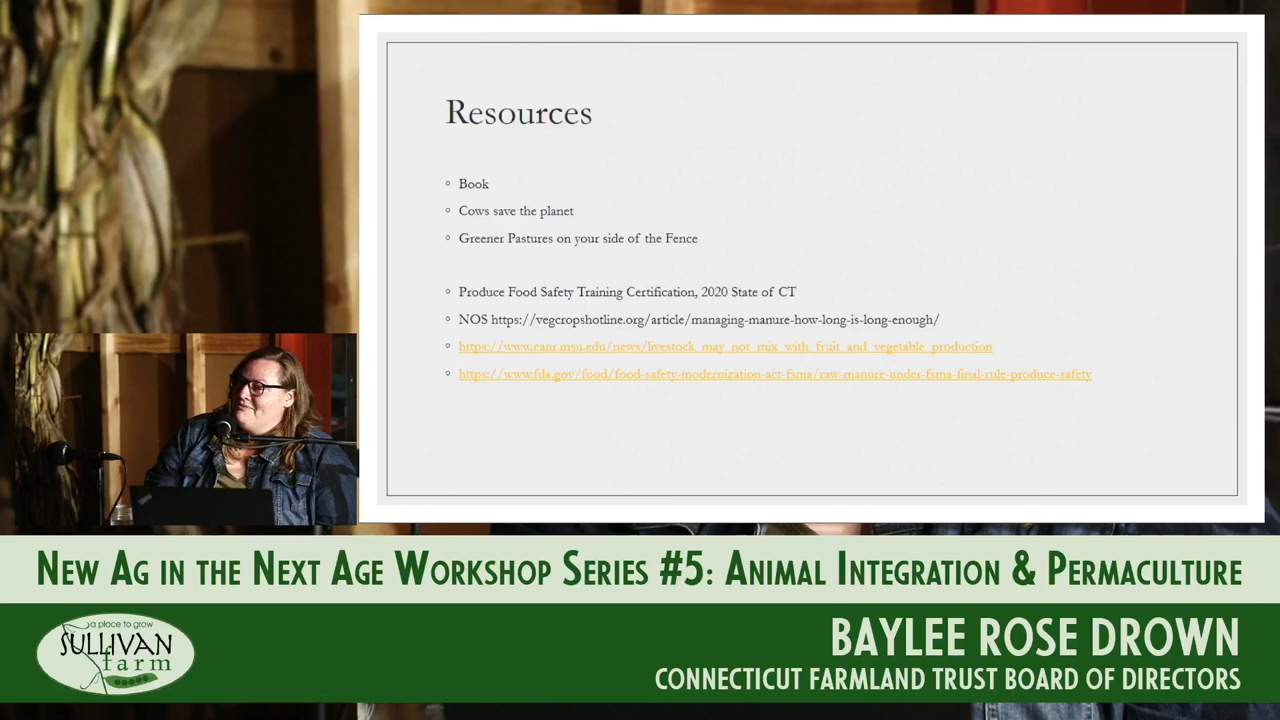 Resources
Book
Cows save the planet
Greener Pastures on your side of the Fence
Produce Food Safety Training Certification, 2020 State of CT
NOS https://vegcropshotline.org/article/managing-manure-how-long-is-long-enough/
https://www.canr.msu.edu/news/livestock_may_not_mix_with_fruit_and_vegetable_production
https://www.fda.gov/food/food-safety-modernization-act-fsma/raw-manure-under-fsma-final-rule-produce-safety
New Ag in the Next Age Workshop Series #5: Animal Integration & Permaculture
a place to grow
SULLIVAN
farm
BAYLEE ROSE DROWN
CONNECTICUT FARMLAND TRUST BOARD OF DIRECTORS